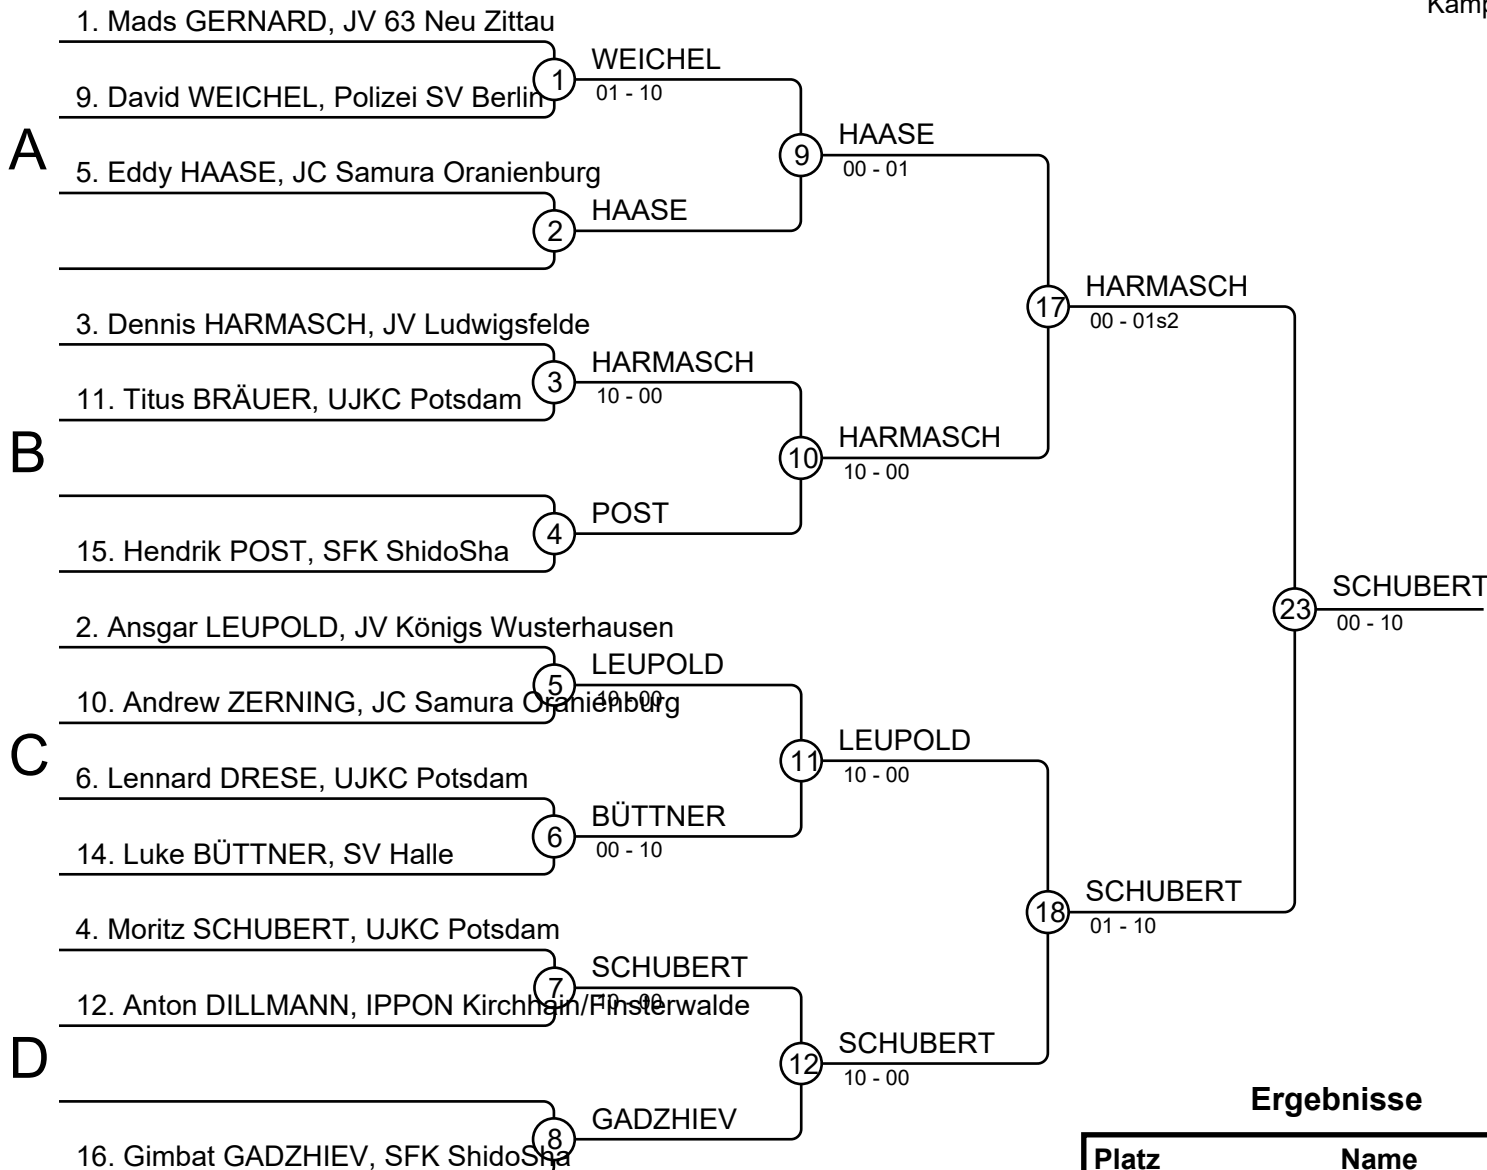 Kamp
1. Mads GERNARD, JV 63 Neu Zittau
WEICHEL
1
01 - 10
9. David WEICHEL, Polizei SV Berlin
HAASE
A
9
00 - 01
5. Eddy HAASE, JC Samura Oranienburg
HAASE
2
HARMASCH
17
00 - 01s2
3. Dennis HARMASCH, JV Ludwigsfelde
HARMASCH
3
10 - 00
11. Titus BRÄUER, UJKC Potsdam
HARMASCH
B
10
10 - 00
POST
4
15. Hendrik POST, SFK ShidoSha
SCHUBERT
23
00 - 10
2. Ansgar LEUPOLD, JV Königs Wusterhausen
LEUPOLD
5
10 - 00
10. Andrew ZERNING, JC Samura Oranienburg
LEUPOLD
C
11
10 - 00
6. Lennard DRESE, UJKC Potsdam
BÜTTNER
6
00 - 10
14. Luke BÜTTNER, SV Halle
SCHUBERT
18
01 - 10
4. Moritz SCHUBERT, UJKC Potsdam
SCHUBERT
7
10 - 00
12. Anton DILLMANN, IPPON Kirchhain/Finsterwalde
SCHUBERT
D
12
10 - 00
GADZHIEV
8
16. Gimbat GADZHIEV, SFK ShidoSha
Ergebnisse
Platz Name